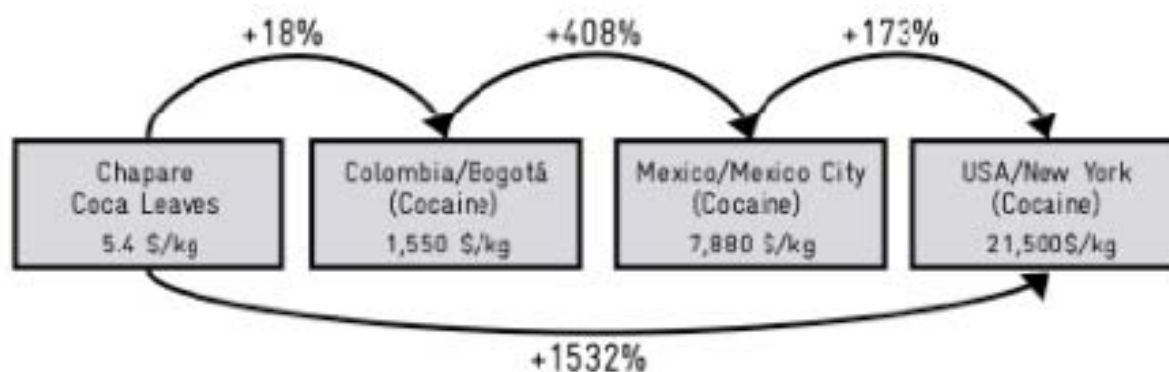 +18%
+408%
+173%
Chapare
Coca Leaves
5.4 $/kg
Colombia/Bogotá
(Cocaine)
1,550 $/kg
Mexico/Mexico City
(Cocaine)
7,880 $/kg
USA/New York
(Cocaine)
21,500$/kg
+1532%